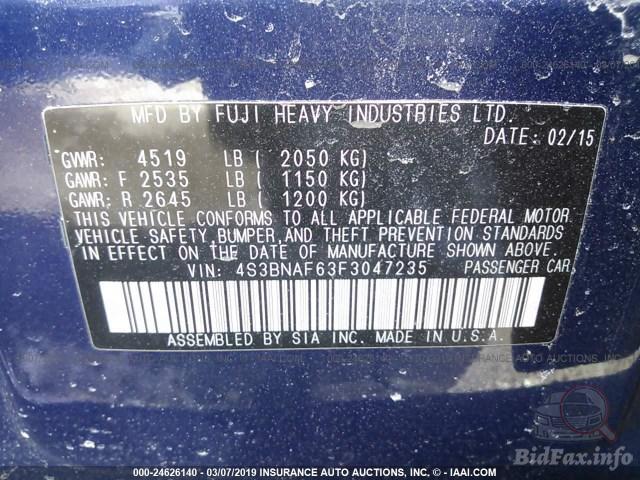 MFD BY FUJI HEAVY INDUSTRIES LTD.
DATE: 02/15
GVWR: 4519 LB ( 2050 KG)
GAWR: F 2535 LB ( 1150 KG)
GAWR: R 2645 LB ( 1200 KG)
THIS VEHICLE CONFORMS TO ALL APPLICABLE FEDERAL MOTOR
VEHICLE SAFETY, BUMPER, AND THEFT PREVENTION STANDARDS
IN EFFECT ON THE DATE OF MANUFACTURE SHOWN ABOVE.
VIN: 4S3BNAF63F3047235 PASSENGER CAR
ASSEMBLED BY SIA INC. MADE IN U.S.A.
BidFax.info
000-24626140 - 03/07/2019 INSURANCE AUTO AUCTIONS, INC. - © IAAI.COM